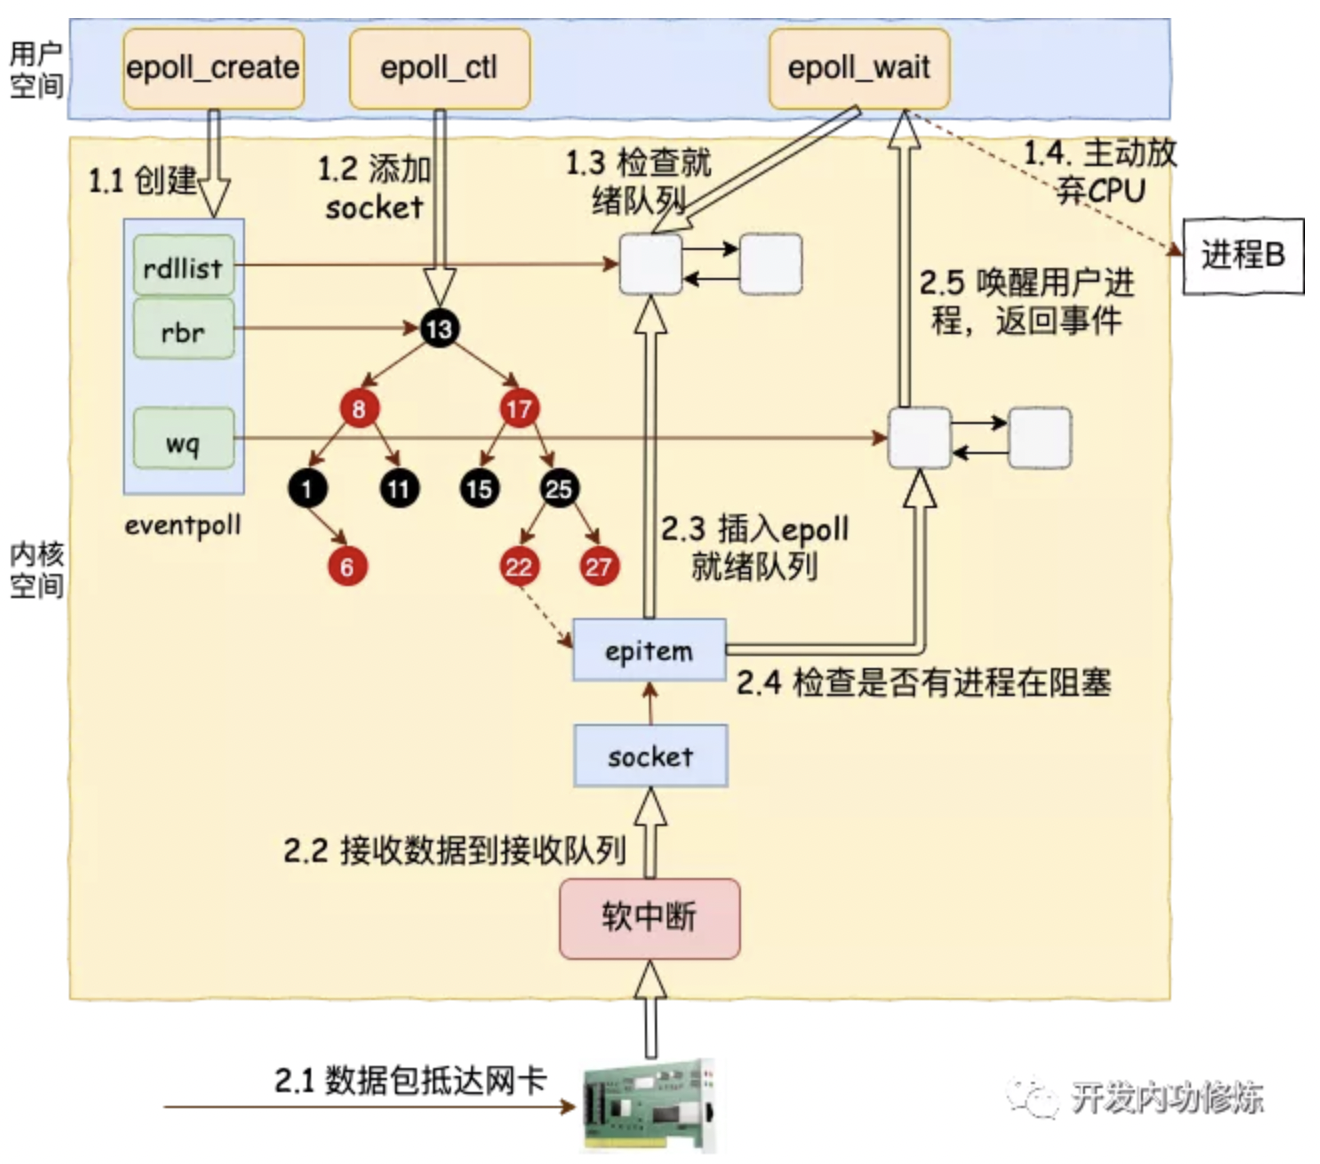 用户
空间
epoll_create
epoll_ctl
epoll_wait
1.1 创建
1.2 添加
socket
1.3 检查就
绪队列
1.4. 主动放
弃CPU
进程B
rdllist
rbr
wq
eventpoll
13
8
17
1
11
15
25
6
22
27
2.5 唤醒用户进
程，返回事件
内核
空间
2.3 插入epoll
就绪队列
epitem
2.4 检查是否有进程在阻塞
socket
2.2 接收数据到接收队列
软中断
2.1 数据包抵达网卡
开发内功修炼